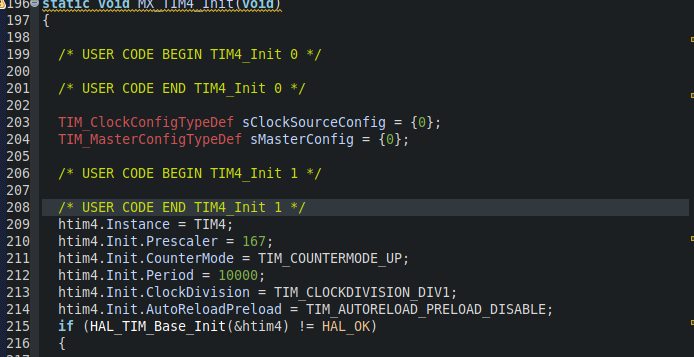 196 static void MX_TIM4_Init(void)
197 {
198
199 /* USER CODE BEGIN TIM4_Init 0 */
200
201 /* USER CODE END TIM4_Init 0 */
202
203 TIM_ClockConfigTypeDef sClockSourceConfig = {0};
204 TIM_MasterConfigTypeDef sMasterConfig = {0};
205
206 /* USER CODE BEGIN TIM4_Init 1 */
207
208 /* USER CODE END TIM4_Init 1 */
209 htim4.Instance = TIM4;
210 htim4.Init.Prescaler = 167;
211 htim4.Init.CounterMode = TIM_COUNTERMODE_UP;
212 htim4.Init.Period = 10000;
213 htim4.Init.ClockDivision = TIM_CLOCKDIVISION_DIV1;
214 htim4.Init.AutoReloadPreload = TIM_AUTORELOAD_PRELOAD_DISABLE;
215 if (HAL_TIM_Base_Init(&htim4) != HAL_OK)
216 {
217